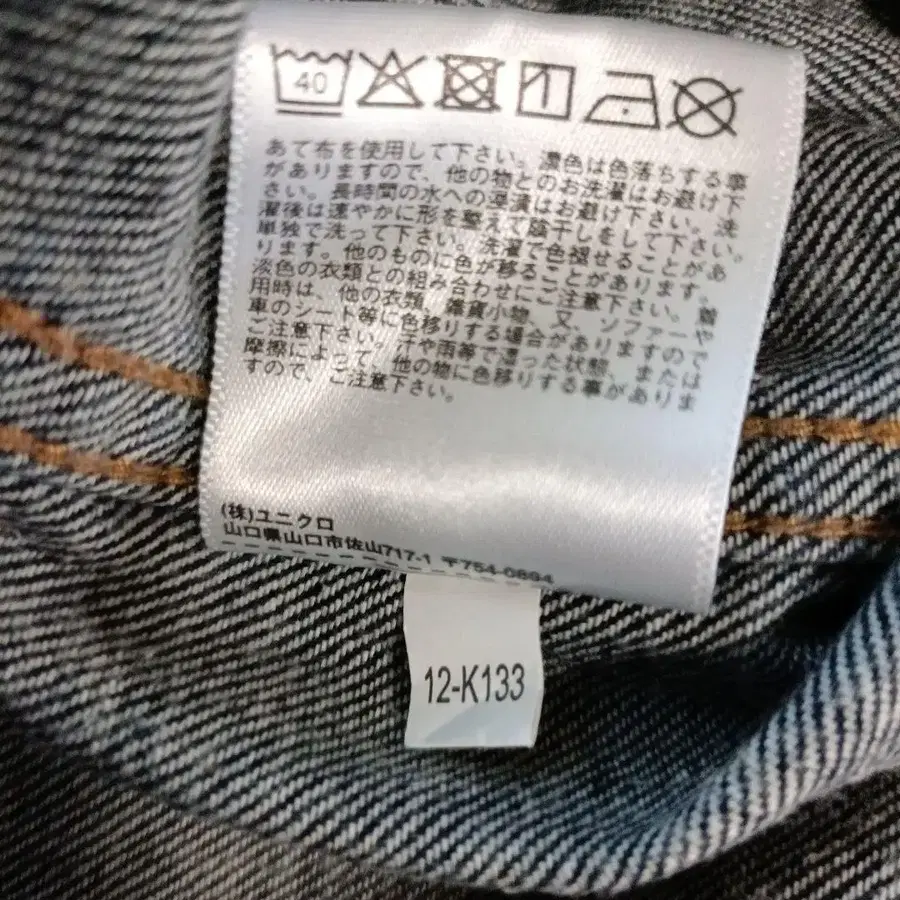 40
あて布を使用して下さい。濃色は色落ちする事
がありますので、他の物とのお洗濯はお避け下
さい。長時間の水への浸漬はお避け下さい。洗
濯後は速やかに形を整えて陰干しをして下さい。
単独で洗って下さい。洗濯で色褪せることがあ
ります。他のものに色が移ることがあります。
淡色の衣類との組み合わせにご注意下さい。着
用時は、他の衣類、雑貨小物、又、ソファーや
車のシート等に色移りする場合がありますので
ご注意下さい。汗や雨等で湿った状態、または
摩擦によって、他の物に色移りする事がありま
すので、ご注意下さい。
(株)ユニクロ
山口県山口市佐山717-1 〒754-0894
12-K133